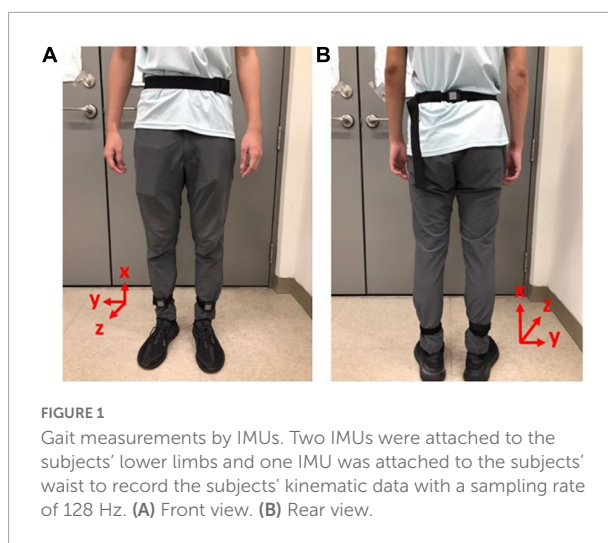 A
B
x
y
z
x
z
y
FIGURE 1
Gait measurements by IMUs. Two IMUs were attached to the
subjects’ lower limbs and one IMU was attached to the subjects’
waist to record the subjects’ kinematic data with a sampling rate
of 128 Hz. (A) Front view. (B) Rear view.